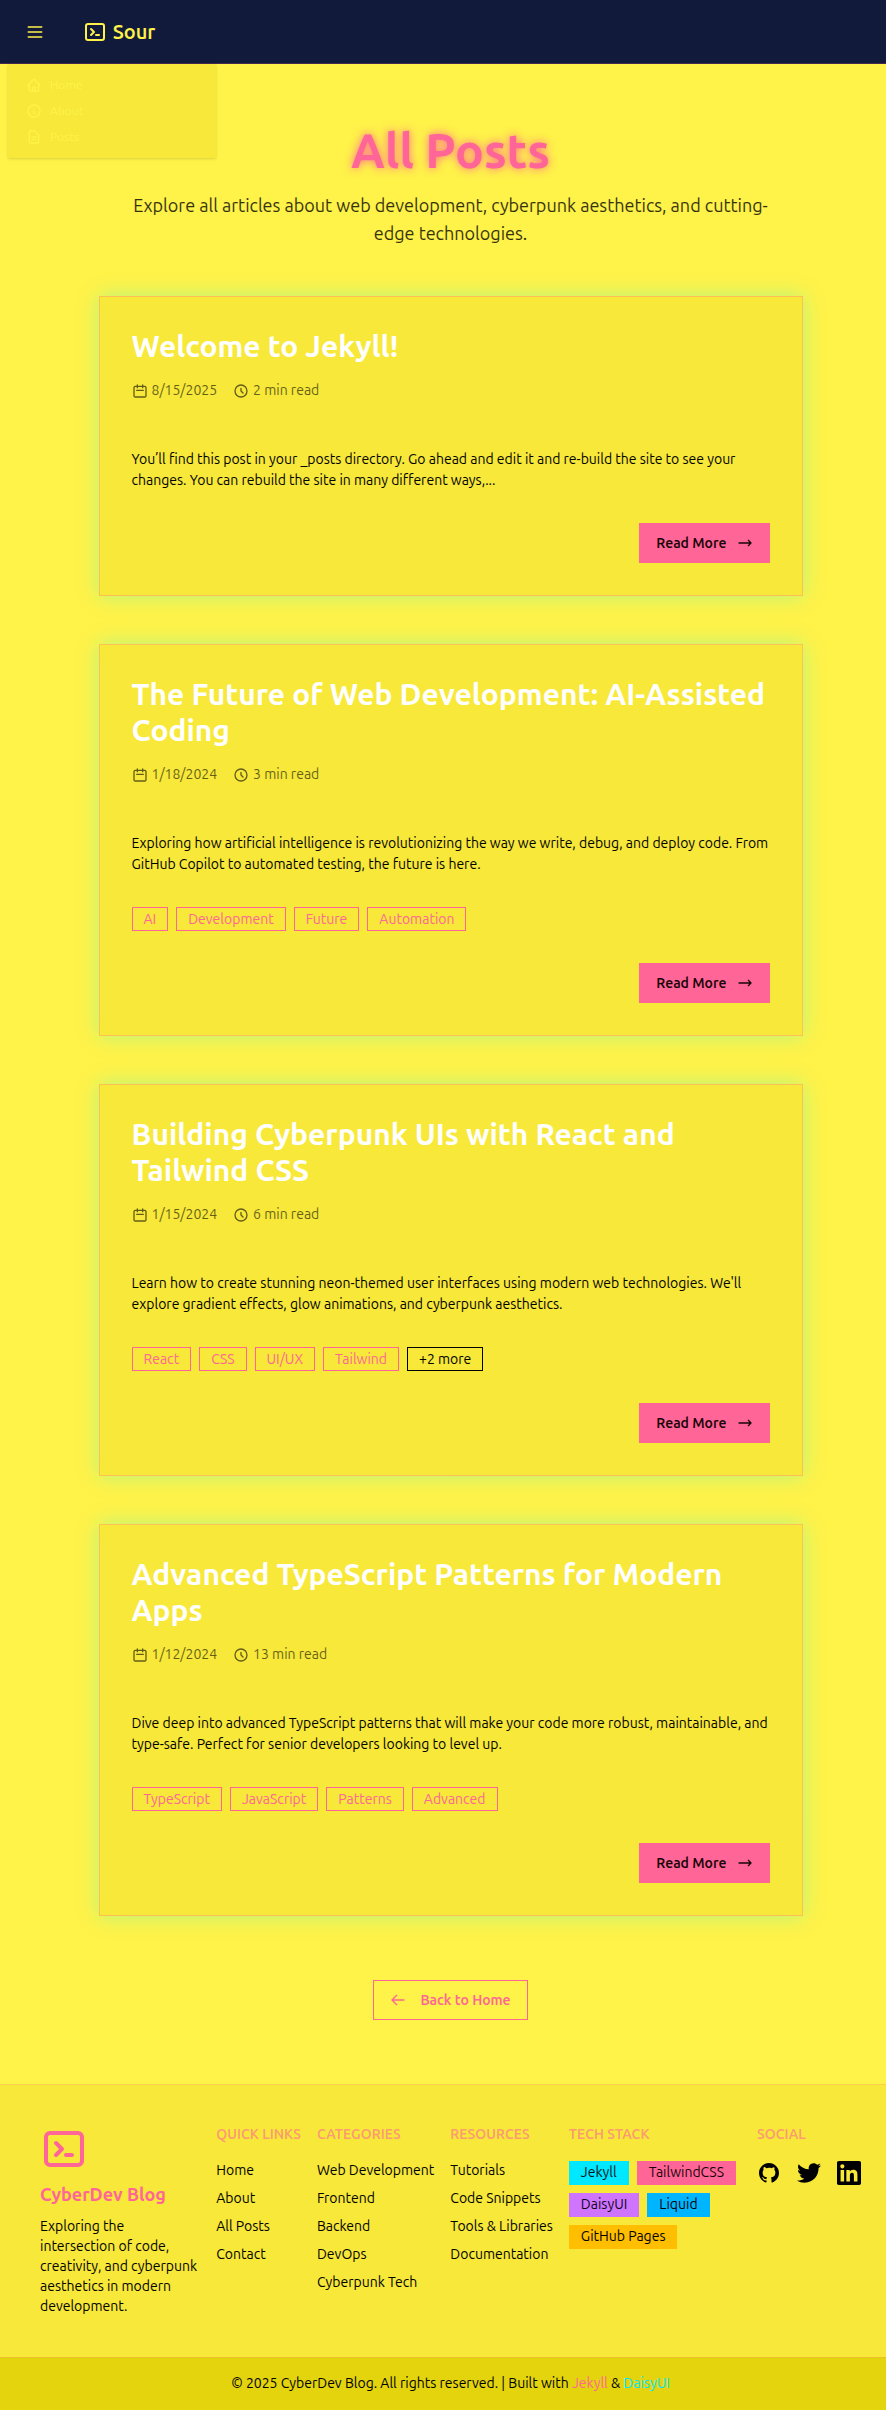 Sour
Home
About
Posts
All Posts
Explore all articles about web development, cyberpunk aesthetics, and cutting-
edge technologies.
Welcome to Jekyll!
8/15/2025 2 min read
You'll find this post in your _posts directory. Go ahead and edit it and re-build the site to see your
changes. You can rebuild the site in many different ways,...
Read More →
The Future of Web Development: AI-Assisted
Coding
1/18/2024 3 min read
Exploring how artificial intelligence is revolutionizing the way we write, debug, and deploy code. From
GitHub Copilot to automated testing, the future is here.
AI Development Future Automation
Read More →
Building Cyberpunk UIs with React and
Tailwind CSS
1/15/2024 6 min read
Learn how to create stunning neon-themed user interfaces using modern web technologies. We'll
explore gradient effects, glow animations, and cyberpunk aesthetics.
React CSS UI/UX Tailwind +2 more
Read More →
Advanced TypeScript Patterns for Modern
Apps
1/12/2024 13 min read
Dive deep into advanced TypeScript patterns that will make your code more robust, maintainable, and
type-safe. Perfect for senior developers looking to level up.
TypeScript JavaScript Patterns Advanced
Read More →
← Back to Home
CyberDev Blog
Exploring the
intersection of code,
creativity, and cyberpunk
aesthetics in modern
development.
QUICK LINKS
Home
About
All Posts
Contact
CATEGORIES
Web Development
Frontend
Backend
DevOps
Cyberpunk Tech
RESOURCES
Tutorials
Code Snippets
Tools & Libraries
Documentation
TECH STACK
Jekyll TailwindCSS
DaisyUI Liquid
GitHub Pages
SOCIAL
© 2025 CyberDev Blog. All rights reserved. | Built with Jekyll & DaisyUI